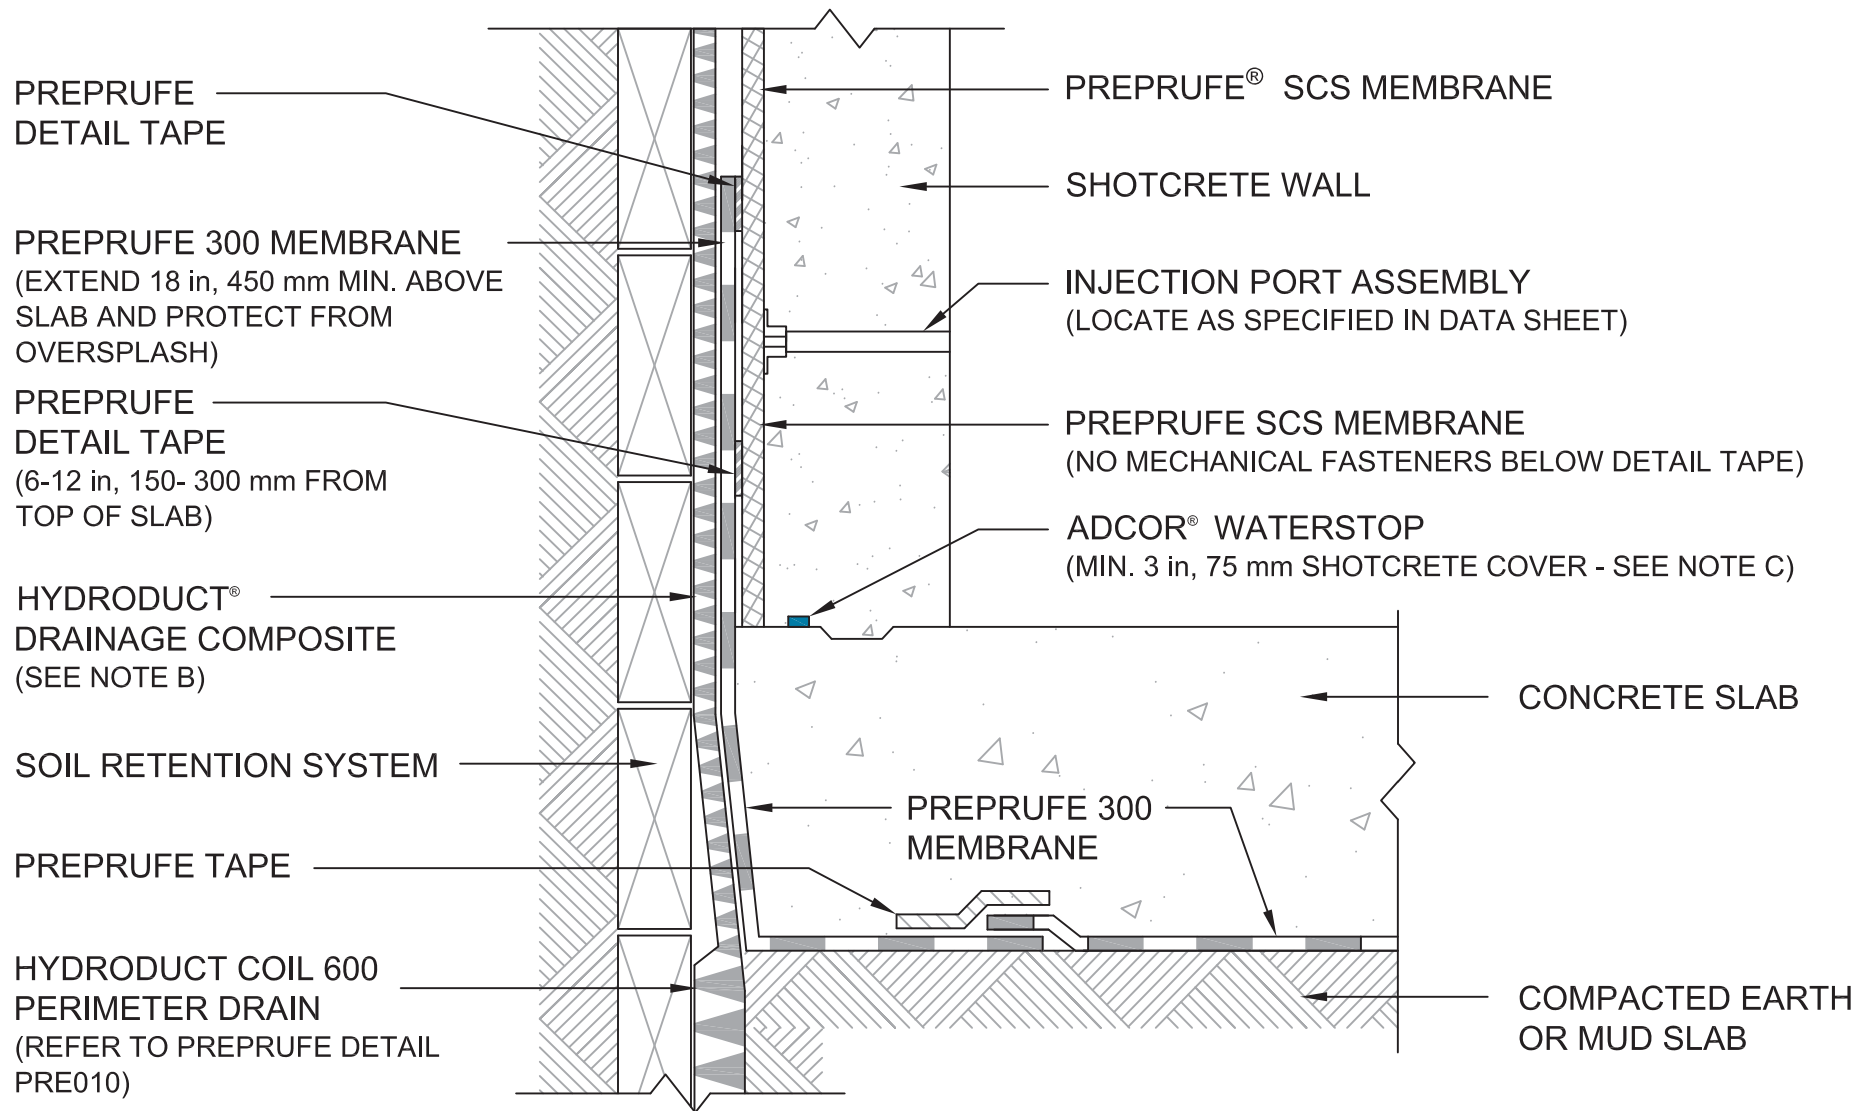 PREPRUFE
DETAIL TAPE
PREPRUFE 300 MEMBRANE
(EXTEND 18 in, 450 mm MIN. ABOVE
SLAB AND PROTECT FROM
OVERSPLASH)
PREPRUFE
DETAIL TAPE
(6-12 in, 150- 300 mm FROM
TOP OF SLAB)
HYDRODUCT®
DRAINAGE COMPOSITE
(SEE NOTE B)
SOIL RETENTION SYSTEM
PREPRUFE TAPE
HYDRODUCT COIL 600
PERIMETER DRAIN
(REFER TO PREPRUFE DETAIL
PRE010)
PREPRUFE® SCS MEMBRANE
SHOTCRETE WALL
INJECTION PORT ASSEMBLY
(LOCATE AS SPECIFIED IN DATA SHEET)
PREPRUFE SCS MEMBRANE
(NO MECHANICAL FASTENERS BELOW DETAIL TAPE)
ADCOR® WATERSTOP
(MIN. 3 in, 75 mm SHOTCRETE COVER - SEE NOTE C)
CONCRETE SLAB
PREPRUFE 300
MEMBRANE
COMPACTED EARTH
OR MUD SLAB